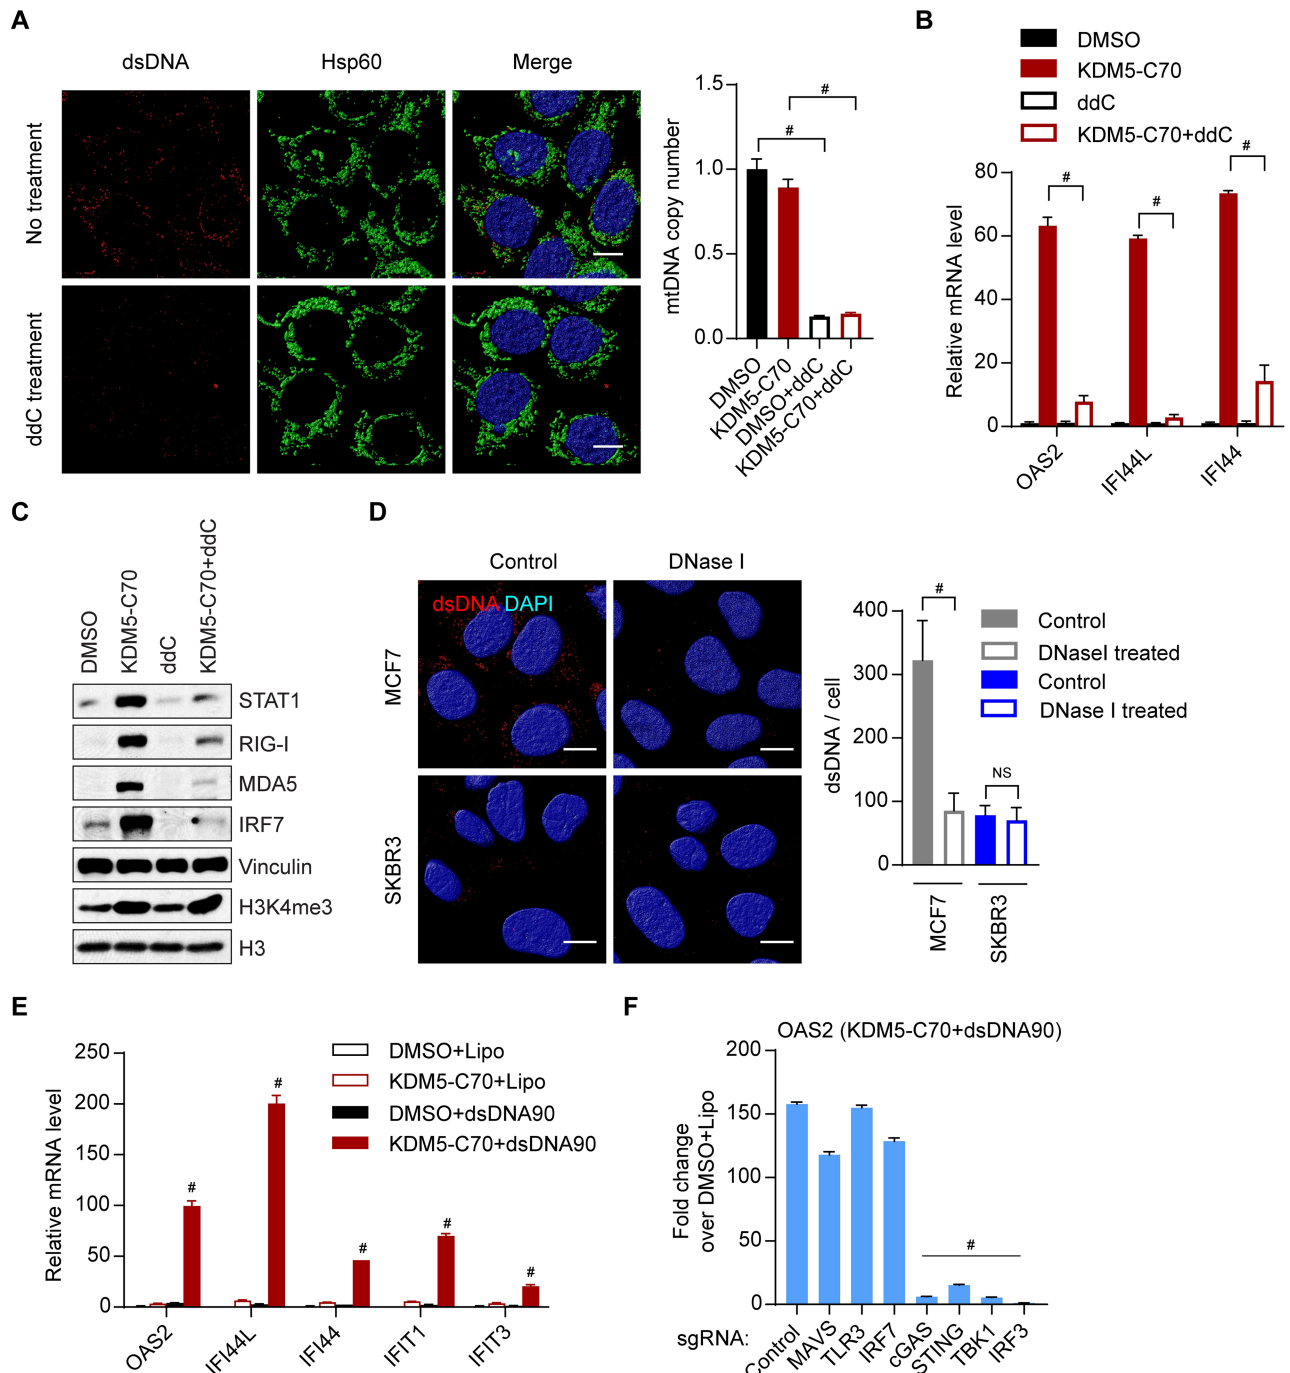 A
dsDNA
Hsp60
Merge
No treatment
ddC treatment
mtDNA copy number
1.5
1.0
0.5
0.0
#
#
DMSO
KDM5-C70
DMSO+ddC
KDM5-C70+ddC
B
DMSO
KDM5-C70
ddC
KDM5-C70+ddC
Relative mRNA level
80
60
40
20
0
#
#
#
OAS2
IFI44L
IFI44
C
DMSO
KDM5-C70
ddC
KDM5-C70+ddC
STAT1
RIG-I
MDA5
IRF7
Vinculin
H3K4me3
H3
D
Control
DNase I
dsDNA DAPI
MCF7
SKBR3
dsDNA / cell
400
300
200
100
0
#
NS
MCF7
SKBR3
Control
DNaseI treated
Control
DNase I treated
E
Relative mRNA level
250
200
150
100
50
0
DMSO+Lipo
KDM5-C70+Lipo
DMSO+dsDNA90
KDM5-C70+dsDNA90
#
#
#
#
#
OAS2
IFI44L
IFI44
IFIT1
IFIT3
F
OAS2 (KDM5-C70+dsDNA90)
Fold change
over DMSO+Lipo
200
150
100
50
0
#
sgRNA:
Control
MAVS
TLR3
IRF7
cGAS
STING
TBK1
IRF3